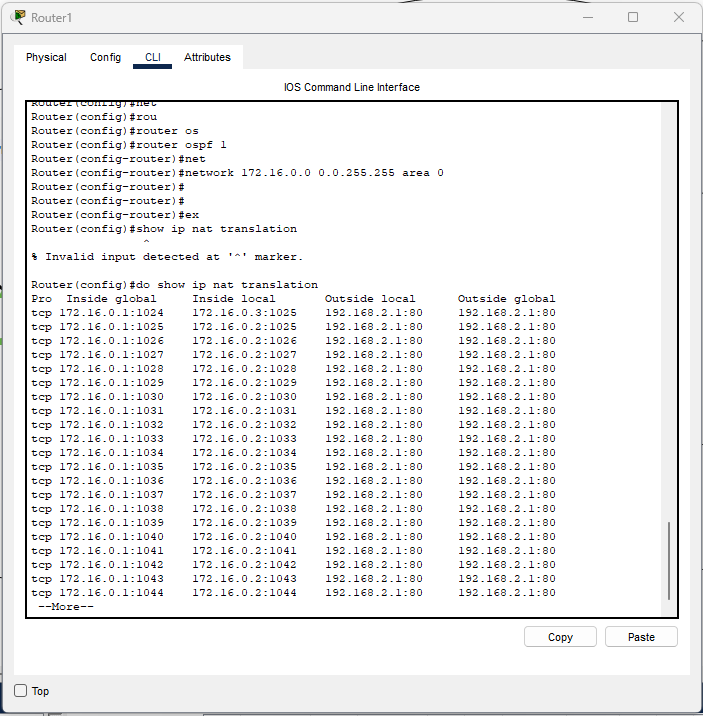 Router1
Physical Config CLI Attributes
IOS Command Line Interface
Router(config)#net
Router(config)#rou
Router(config)#router os
Router(config)#router ospf 1
Router(config-router)#net
Router(config-router)#network 172.16.0.0 0.0.255.255 area 0
Router(config-router)#
Router(config-router)#
Router(config-router)#ex
Router(config)#show ip nat translation
^
% Invalid input detected at '^' marker.
Router(config)#do show ip nat translation
Pro Inside global Inside local Outside local Outside global
tcp 172.16.0.1:1024 172.16.0.3:1025 192.168.2.1:80 192.168.2.1:80
tcp 172.16.0.1:1025 172.16.0.2:1025 192.168.2.1:80 192.168.2.1:80
tcp 172.16.0.1:1026 172.16.0.2:1026 192.168.2.1:80 192.168.2.1:80
tcp 172.16.0.1:1027 172.16.0.2:1027 192.168.2.1:80 192.168.2.1:80
tcp 172.16.0.1:1028 172.16.0.2:1028 192.168.2.1:80 192.168.2.1:80
tcp 172.16.0.1:1029 172.16.0.2:1029 192.168.2.1:80 192.168.2.1:80
tcp 172.16.0.1:1030 172.16.0.2:1030 192.168.2.1:80 192.168.2.1:80
tcp 172.16.0.1:1031 172.16.0.2:1031 192.168.2.1:80 192.168.2.1:80
tcp 172.16.0.1:1032 172.16.0.2:1032 192.168.2.1:80 192.168.2.1:80
tcp 172.16.0.1:1033 172.16.0.2:1033 192.168.2.1:80 192.168.2.1:80
tcp 172.16.0.1:1034 172.16.0.2:1034 192.168.2.1:80 192.168.2.1:80
tcp 172.16.0.1:1035 172.16.0.2:1035 192.168.2.1:80 192.168.2.1:80
tcp 172.16.0.1:1036 172.16.0.2:1036 192.168.2.1:80 192.168.2.1:80
tcp 172.16.0.1:1037 172.16.0.2:1037 192.168.2.1:80 192.168.2.1:80
tcp 172.16.0.1:1038 172.16.0.2:1038 192.168.2.1:80 192.168.2.1:80
tcp 172.16.0.1:1039 172.16.0.2:1039 192.168.2.1:80 192.168.2.1:80
tcp 172.16.0.1:1040 172.16.0.2:1040 192.168.2.1:80 192.168.2.1:80
tcp 172.16.0.1:1041 172.16.0.2:1041 192.168.2.1:80 192.168.2.1:80
tcp 172.16.0.1:1042 172.16.0.2:1042 192.168.2.1:80 192.168.2.1:80
tcp 172.16.0.1:1043 172.16.0.2:1043 192.168.2.1:80 192.168.2.1:80
tcp 172.16.0.1:1044 172.16.0.2:1044 192.168.2.1:80 192.168.2.1:80
--More--
Copy Paste
Top